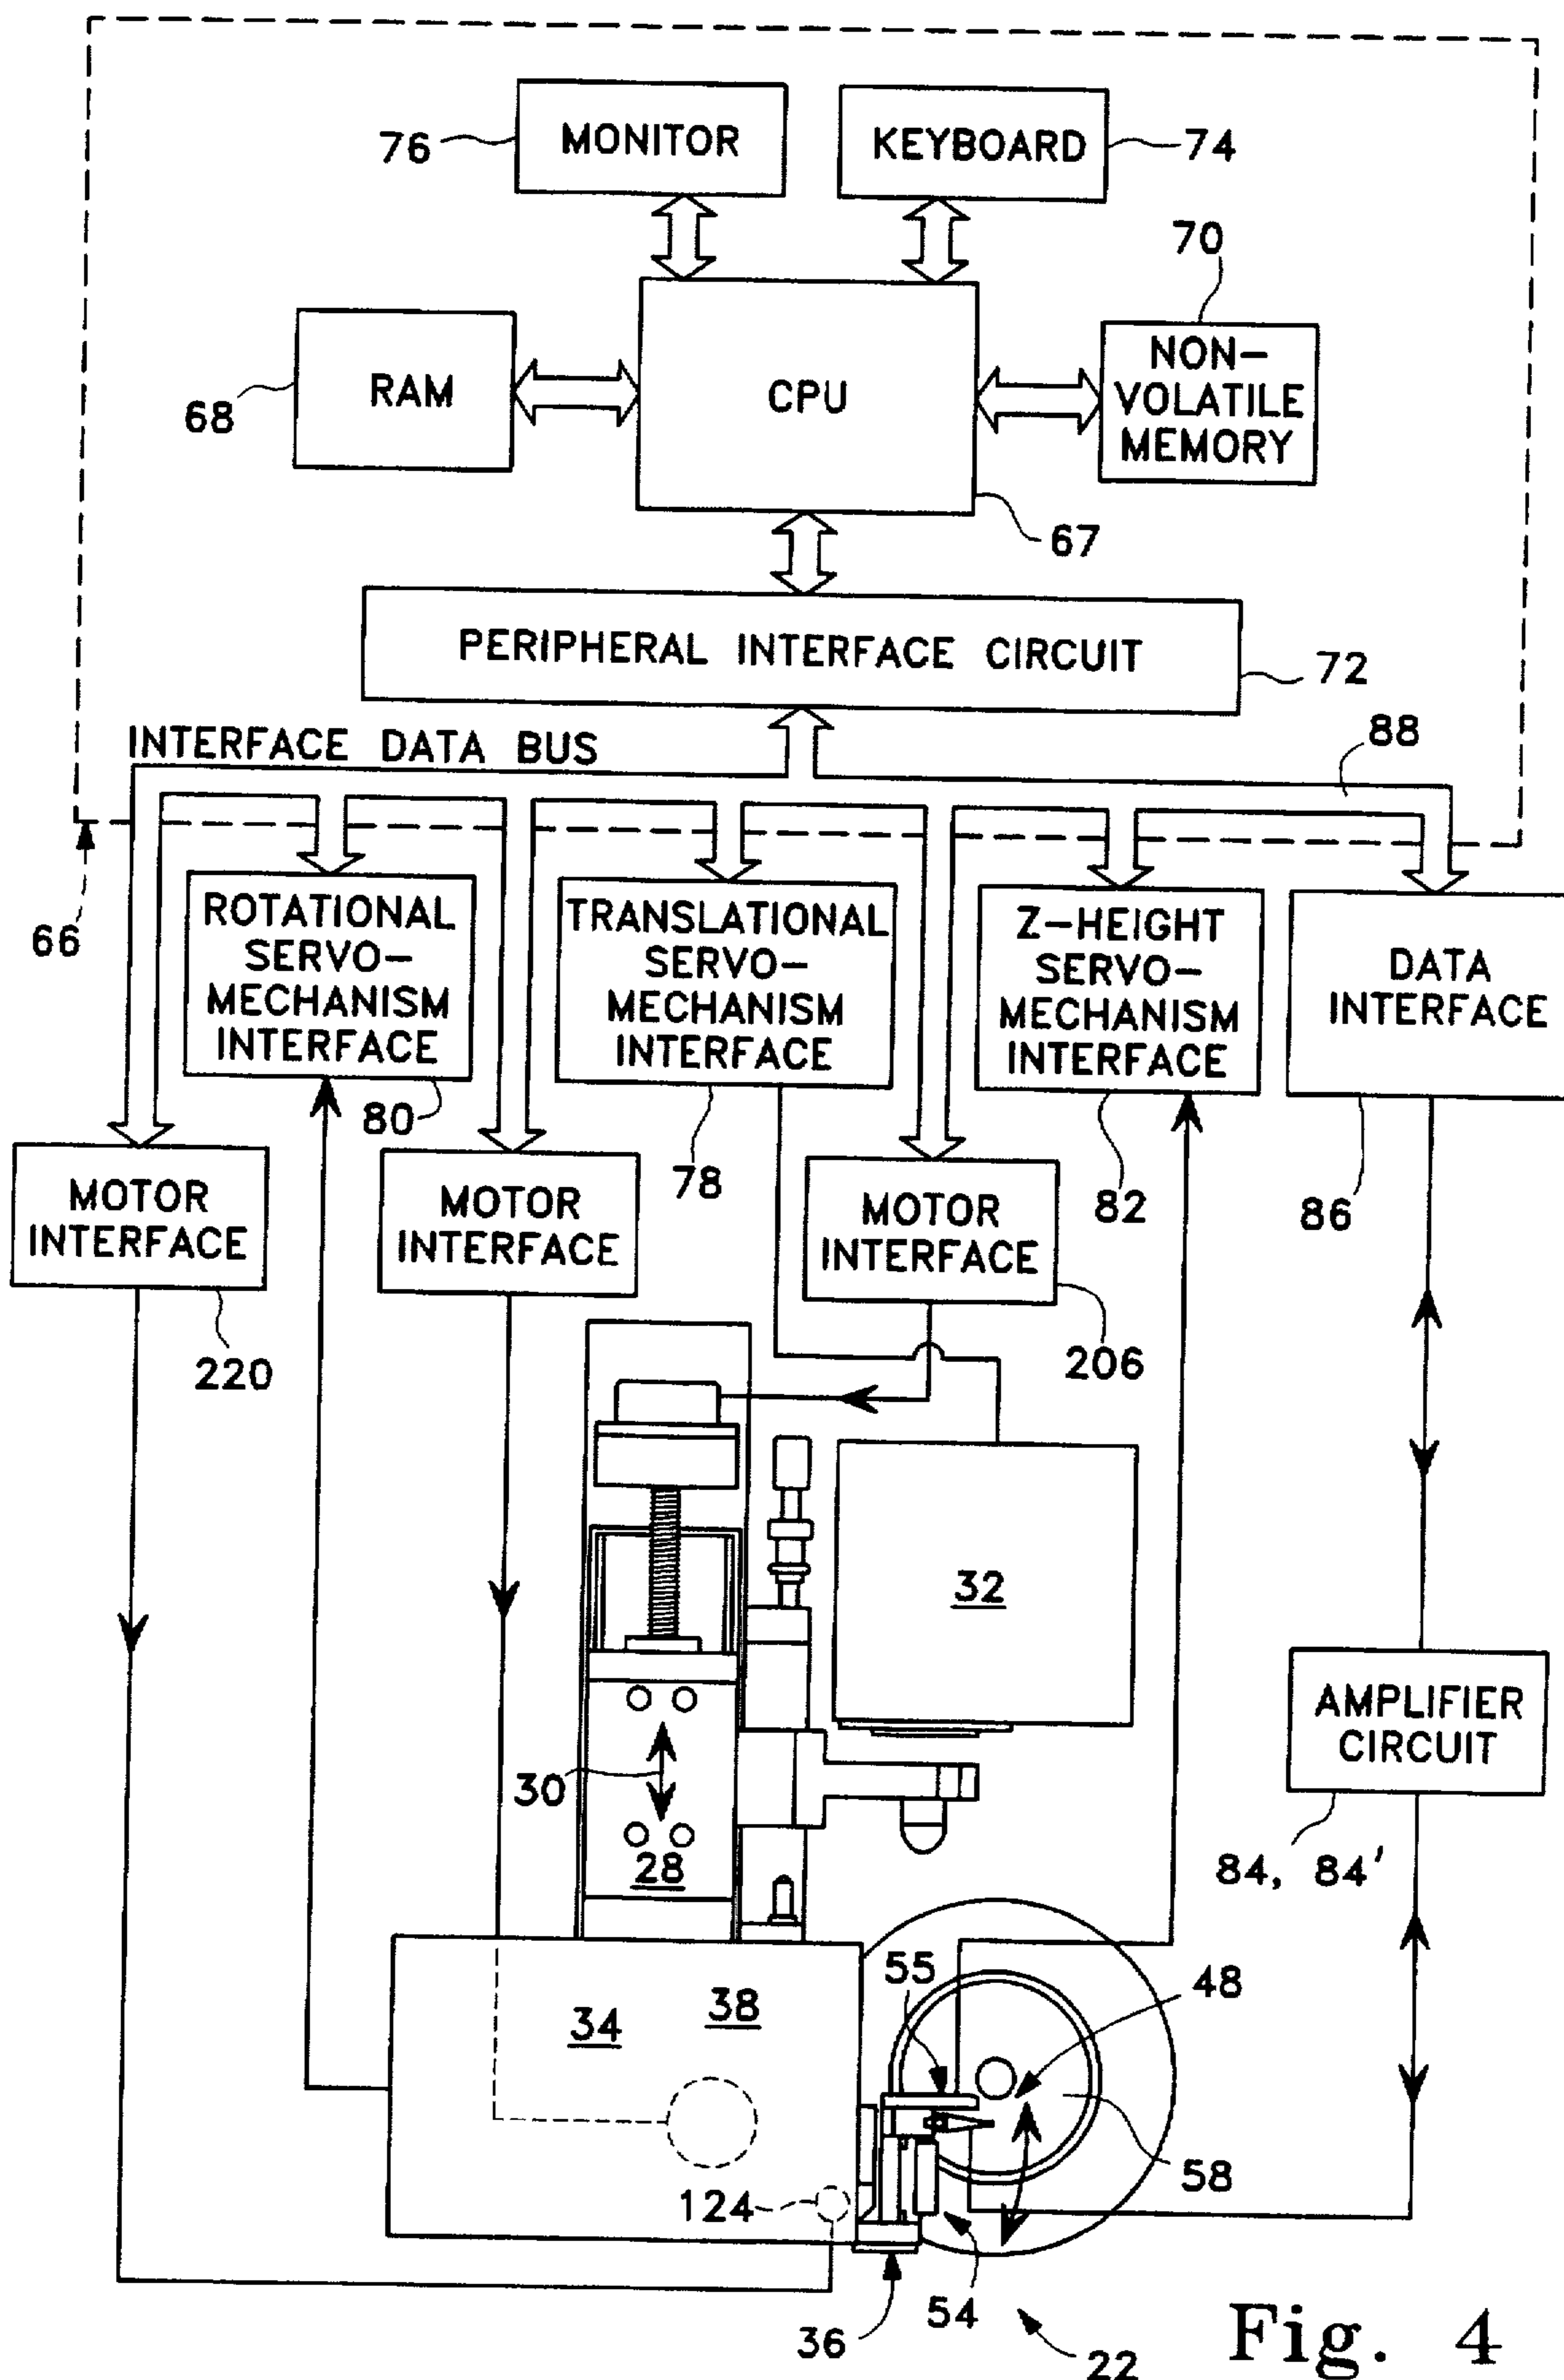 76
MONITOR
KEYBOARD
74
70
68
RAM
CPU
NON-
VOLATILE
MEMORY
67
PERIPHERAL INTERFACE CIRCUIT
72
INTERFACE DATA BUS
88
66
ROTATIONAL
SERVO-
MECHANISM
INTERFACE
80
TRANSLATIONAL
SERVO-
MECHANISM
INTERFACE
78
Z-HEIGHT
SERVO-
MECHANISM
INTERFACE
82
DATA
INTERFACE
86
MOTOR
INTERFACE
220
MOTOR
INTERFACE
MOTOR
INTERFACE
206
32
30
28
AMPLIFIER
CIRCUIT
84, 84'
34
38
55
48
58
124
54
36
22
Fig. 4